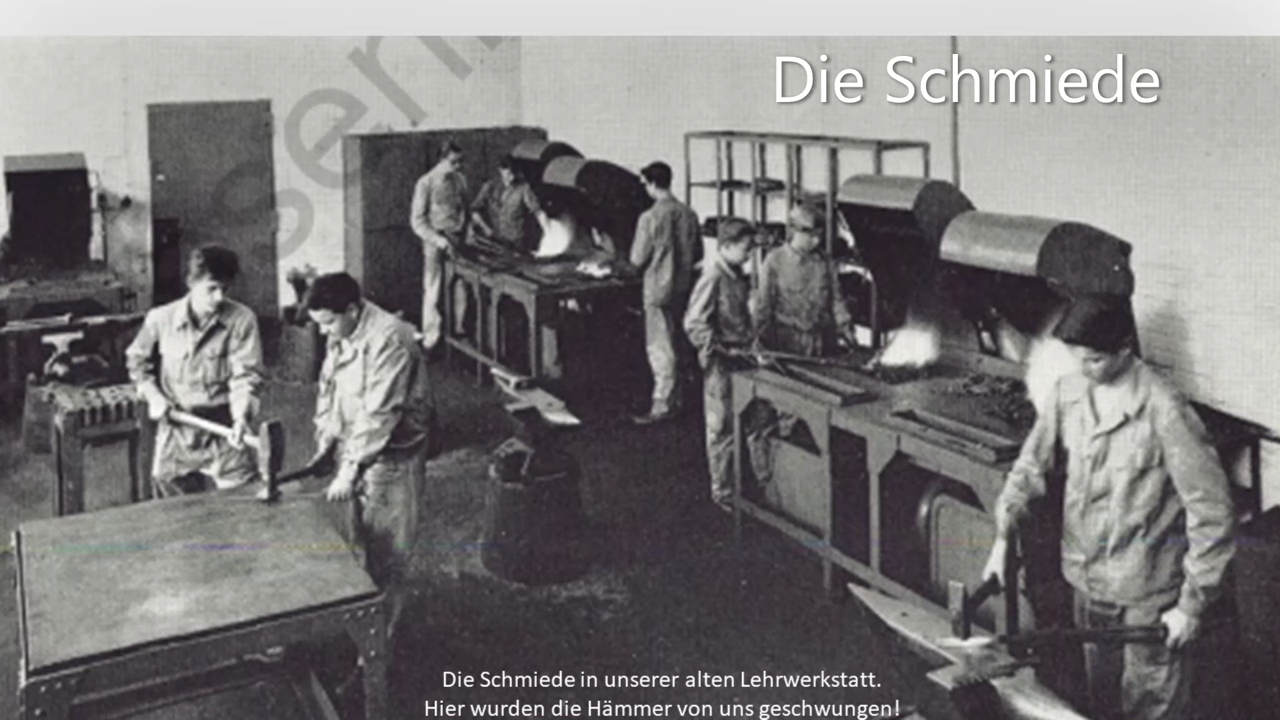 Die Schmiede
Die Schmiede in unserer alten Lehrwerkstatt.
Hier wurden die Hämmer von uns geschwungen!